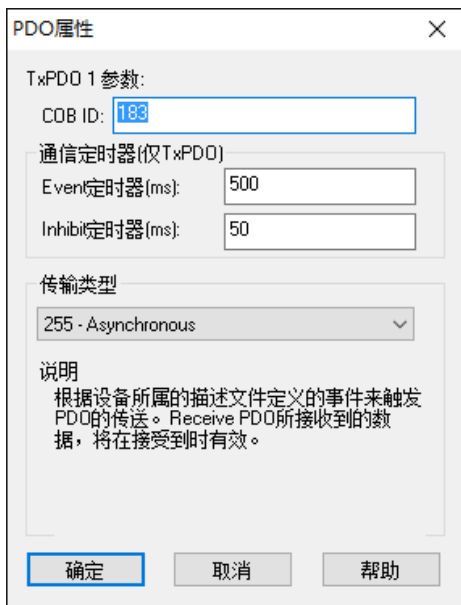 PDO属性
TxPDO 1 参数:
COB ID: 183
通信定时器(仅TxPDO)
Event定时器(ms): 500
Inhibit定时器(ms): 50
传输类型
255 - Asynchronous
说明
根据设备所属的描述文件定义的事件来触发
PDO的传送。Receive PDO所接收到的数
据，将在接受到时有效。
确定 取消 帮助